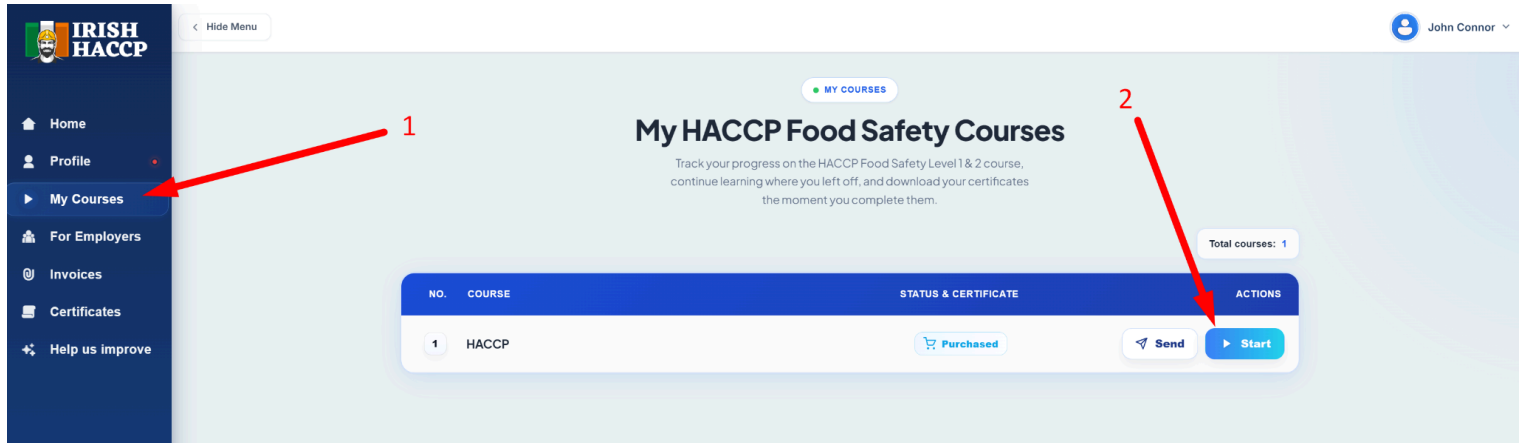 IRISH
HACCP
Hide Menu
John Connor
Home
Profile
My Courses
For Employers
Invoices
Certificates
Help us improve
1
2
MY COURSES
My HACCP Food Safety Courses
Track your progress on the HACCP Food Safety Level 1 & 2 course,
continue learning where you left off, and download your certificates
the moment you complete them.
Total courses: 1
NO. COURSE STATUS & CERTIFICATE ACTIONS
1 HACCP Purchased Send Start